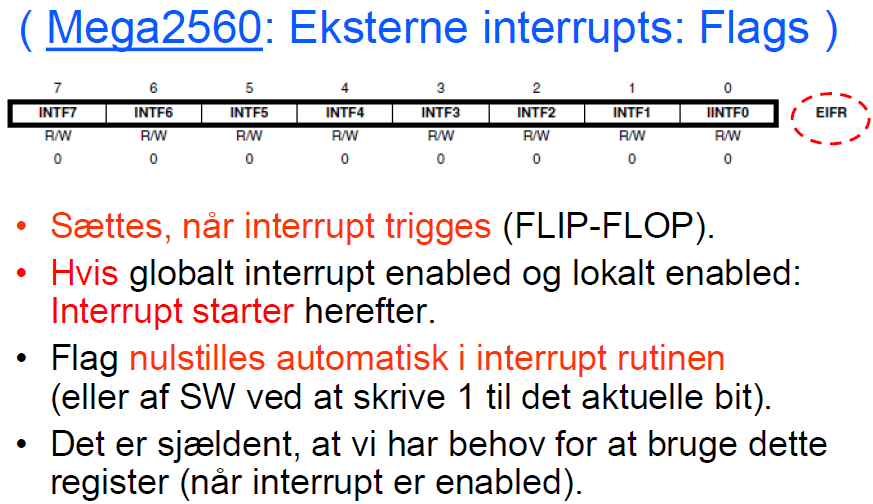 ( Mega2560: Eksterne interrupts: Flags )
7 6 5 4 3 2 1 0
INTF7 INTF6 INTF5 INTF4 INTF3 INTF2 INTF1 IINTF0 EIFR
R/W R/W R/W R/W R/W R/W R/W R/W
0 0 0 0 0 0 0 0
• Sættes, når interrupt trigges (FLIP-FLOP).
• Hvis globalt interrupt enabled og lokalt enabled:
Interrupt starter herefter.
• Flag nulstilles automatisk i interrupt rutinen
(eller af SW ved at skrive 1 til det aktuelle bit).
• Det er sjældent, at vi har behov for at bruge dette
register (når interrupt er enabled).